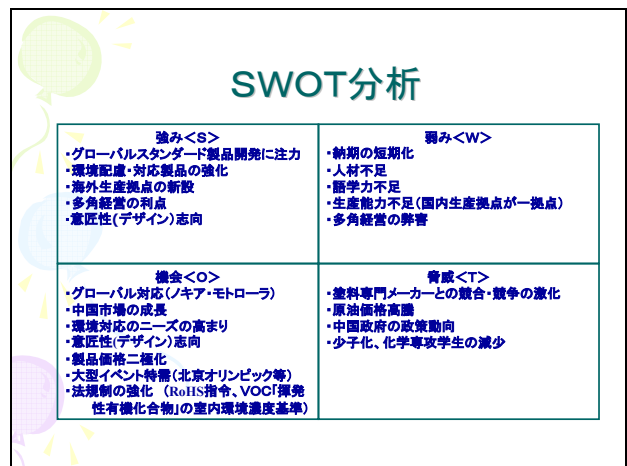 SWOT分析
強み<S>
・グローバルスタンダード製品開発に注力
・環境配慮・対応製品の強化
・海外生産拠点の新設
・多角経営の利点
・意匠性(デザイン)志向
弱み<W>
・納期の短期化
・人材不足
・語学力不足
・生産能力不足(国内生産拠点が一拠点)
・多角経営の弊害
機会<O>
・グローバル対応(ノキア・モトローラ)
・中国市場の成長
・環境対応のニーズの高まり
・意匠性(デザイン)志向
・製品価格二極化
・大型イベント特需(北京オリンピック等)
・法規制の強化 (RoHS指令、VOC「揮発
性有機化合物」の室内環境濃度基準)
脅威<T>
・塗料専門メーカーとの競合・競争の激化
・原油価格高騰
・中国政府の政策動向
・少子化、化学専攻学生の減少